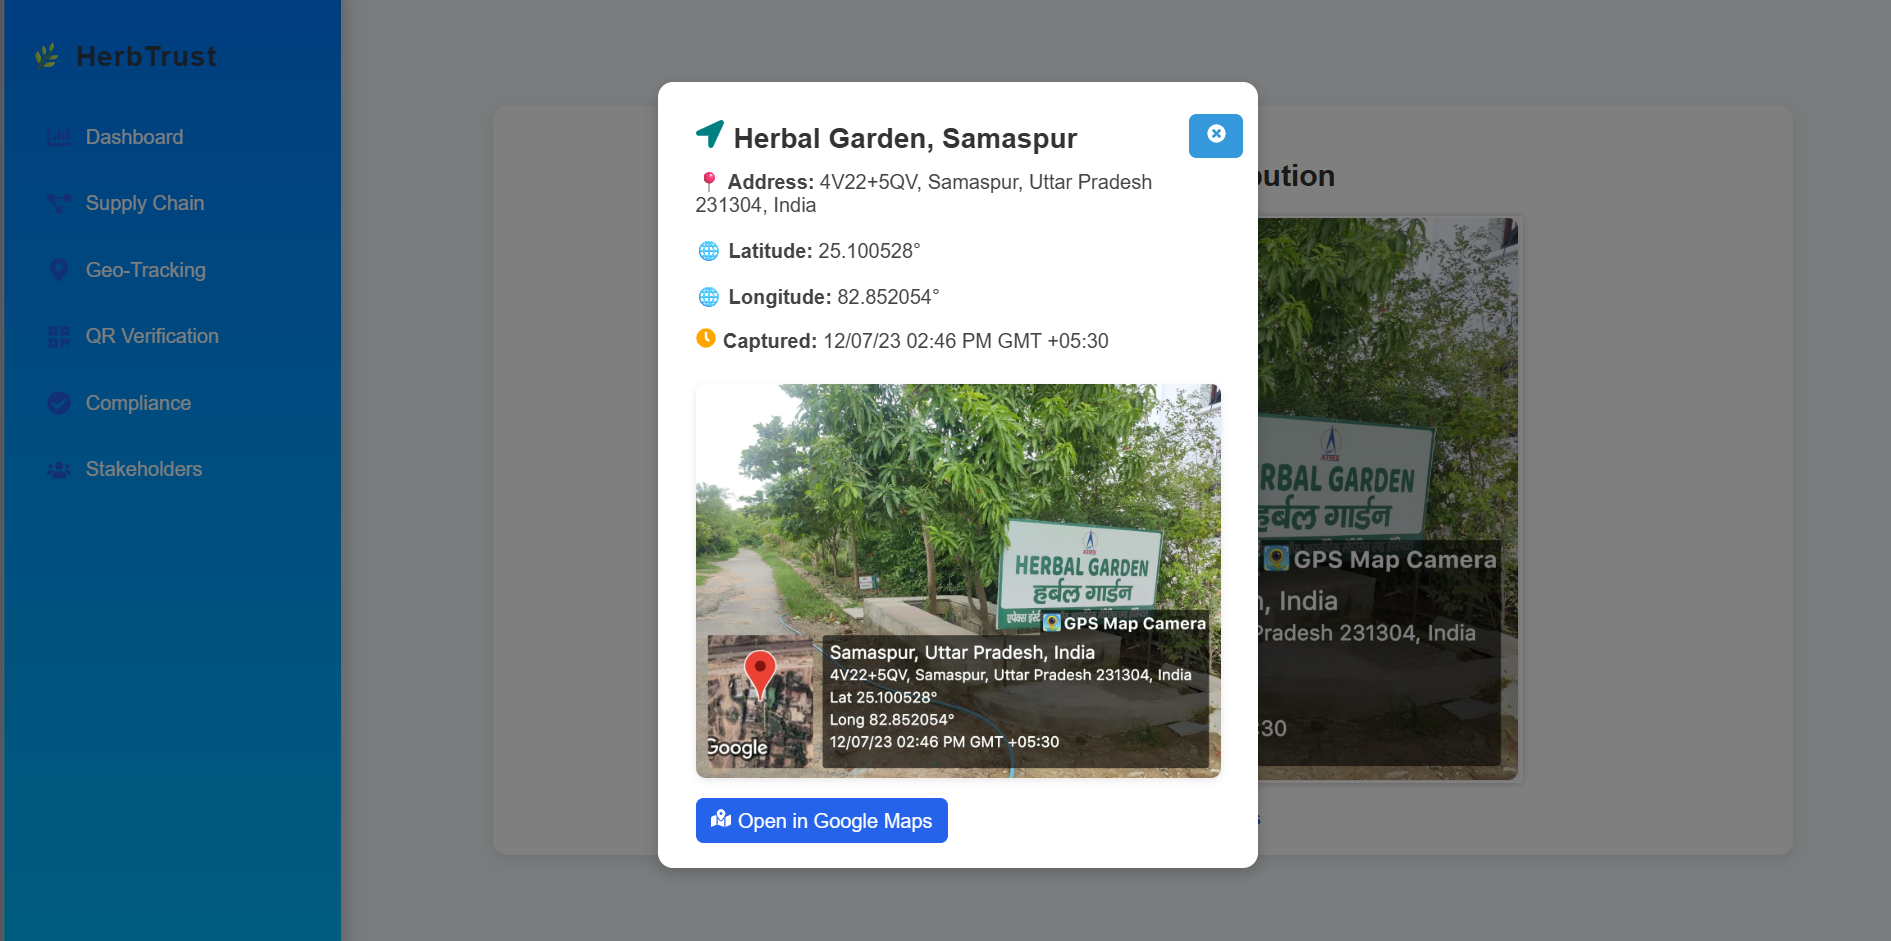 HerbTrust
Dashboard
Supply Chain
Geo-Tracking
QR Verification
Compliance
Stakeholders
Herbal Garden, Samaspur
Address: 4V22+5QV, Samaspur, Uttar Pradesh
231304, India
Latitude: 25.100528°
Longitude: 82.852054°
Captured: 12/07/23 02:46 PM GMT +05:30
HERBAL GARDEN
हर्बल गार्डन
GPS Map Camera
Samaspur, Uttar Pradesh, India
4V22+5QV, Samaspur, Uttar Pradesh 231304, India
Lat 25.100528°
Long 82.852054°
12/07/23 02:46 PM GMT +05:30
Google
Open in Google Maps
bution
RBAL GARDEN
हर्बल गार्डन
GPS Map Camera
, India
Pradesh 231304, India
:30